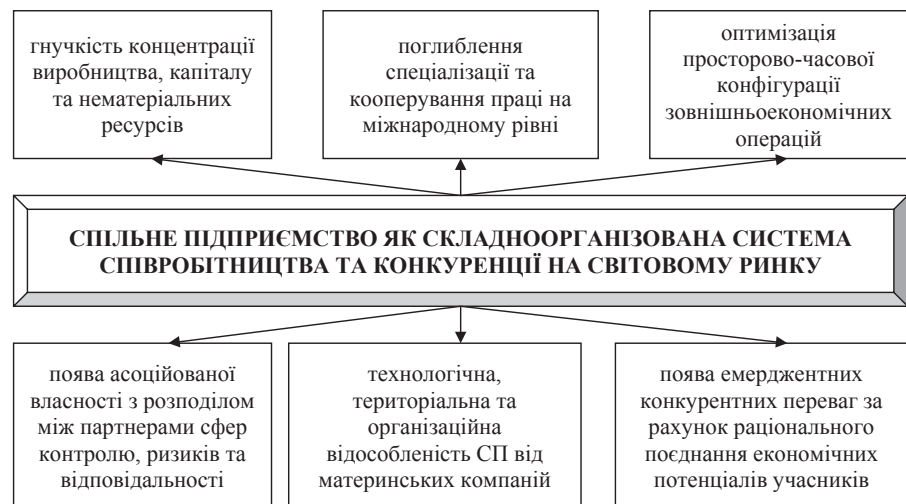 гнучкість концентрації
виробництва, капіталу
та нематеріальних
ресурсів
поглиблення
спеціалізації та
кооперування праці на
міжнародному рівні
оптимізація
просторово-часової
конфігурації
зовнішньоекономічних
операцій
СПІЛЬНЕ ПІДПРИЄМСТВО ЯК СКЛАДНООРГАНІЗОВАНА СИСТЕМА
СПІВРОБІТНИЦТВА ТА КОНКУРЕНЦІЇ НА СВІТОВОМУ РИНКУ
поява асоційованої
власності з розподілом
між партнерами сфер
контролю, ризиків та
відповідальності
технологічна,
територіальна та
організаційна
відособленість СП від
материнських компаній
поява емерджентних
конкурентних переваг за
рахунок раціонального
поєднання економічних
потенціалів учасників